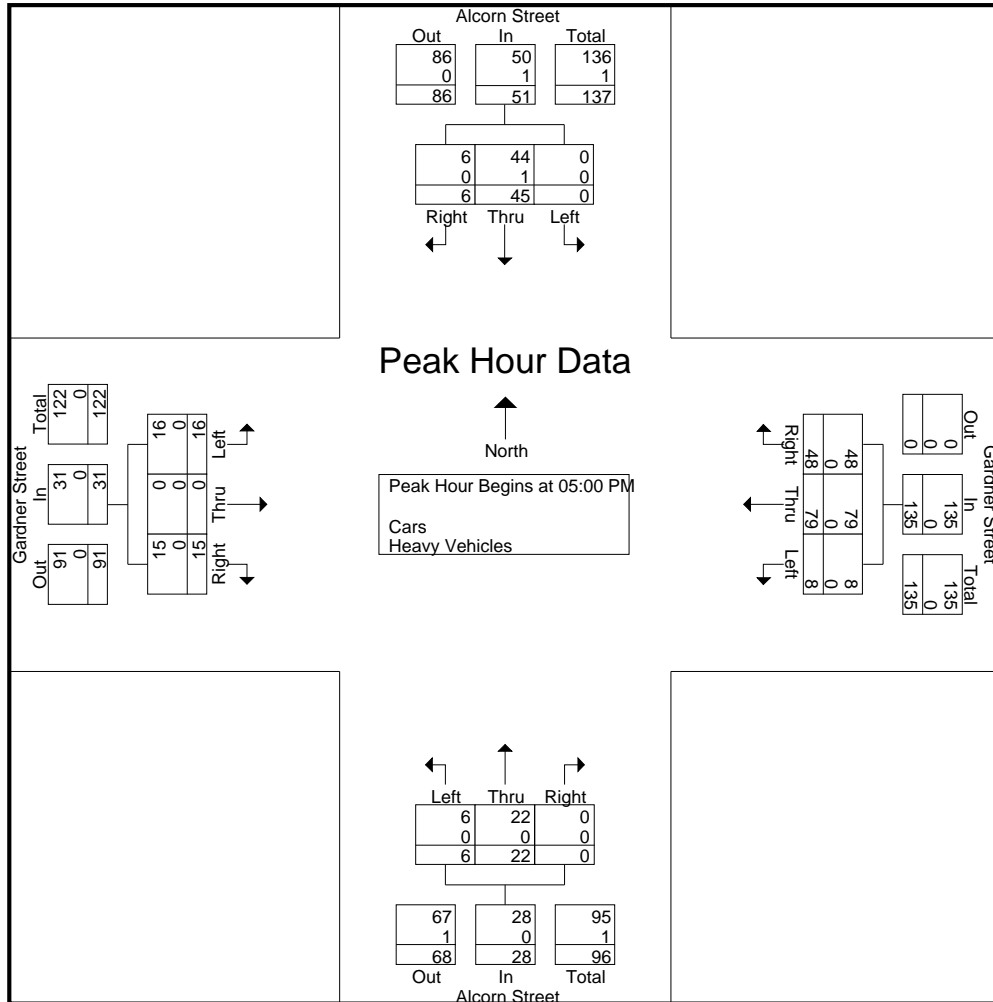 Alcorn Street
Out In Total
86 50 136
0 1 1
86 51 137
6 44 0
0 1 0
6 45 0
Right Thru Left
Peak Hour Data
North
Peak Hour Begins at 05:00 PM
Cars
Heavy Vehicles
Gardner Street
Out In Total
91 31 122
0 0 0
91 31 122
Right Thru Left
15 0 16
0 0 0
15 0 16
Gardner Street
Out In Total
0 135 135
0 0 0
0 135 135
Right Thru Left
48 79 8
0 0 0
48 79 8
Left Thru Right
6 22 0
0 0 0
6 22 0
67 28 95
1 0 1
68 28 96
Out In Total
Alcorn Street